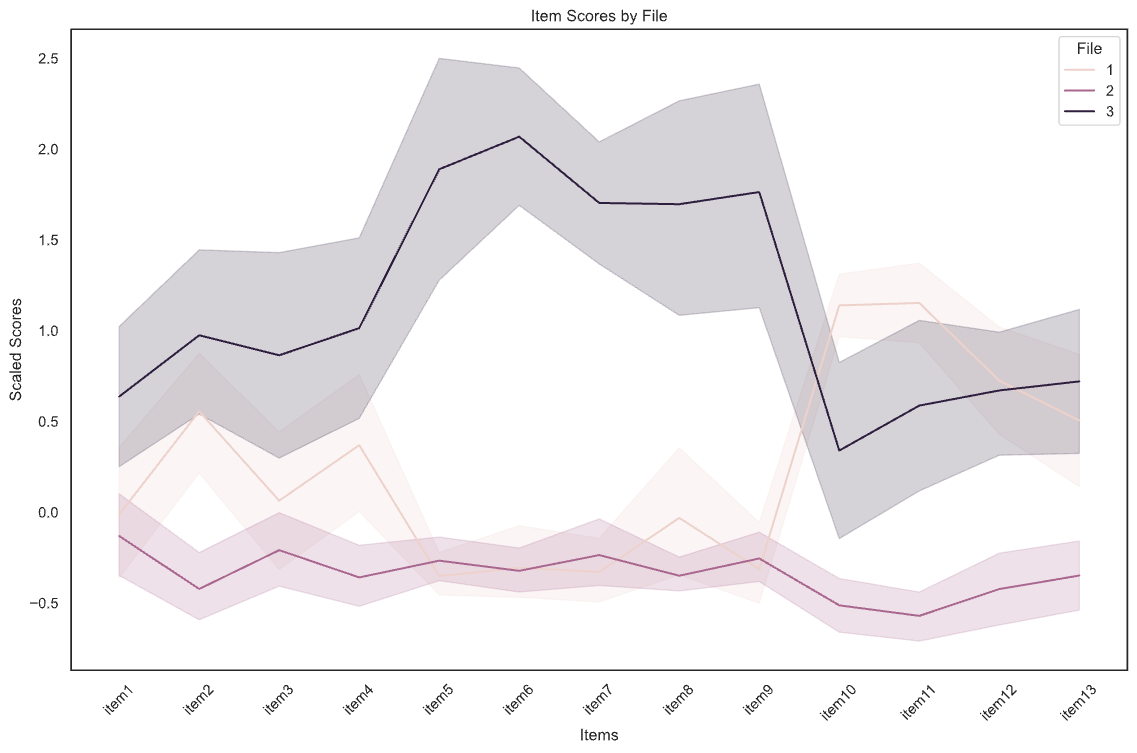 Item Scores by File
File
1
2
3
2.5
2.0
1.5
1.0
0.5
0.0
−0.5
Scaled Scores
item1
item2
item3
item4
item5
item6
item7
item8
item9
item10
item11
item12
item13
Items